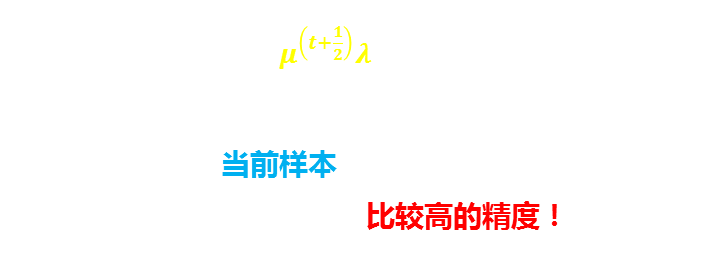 μ^(t+1/2) λ
当前样本
比较高的精度！